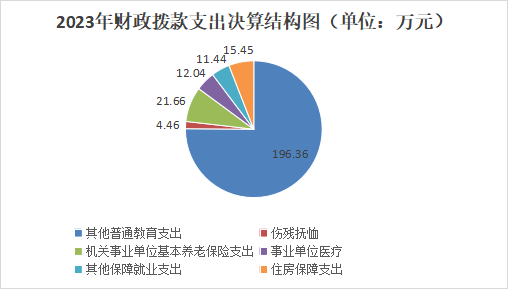 2023年财政拨款支出决算结构图（单位：万元）
15.45
11.44
12.04
21.66
4.46
196.36
其他普通教育支出 伤残抚恤
机关事业单位基本养老保险支出 事业单位医疗
其他保障就业支出 住房保障支出